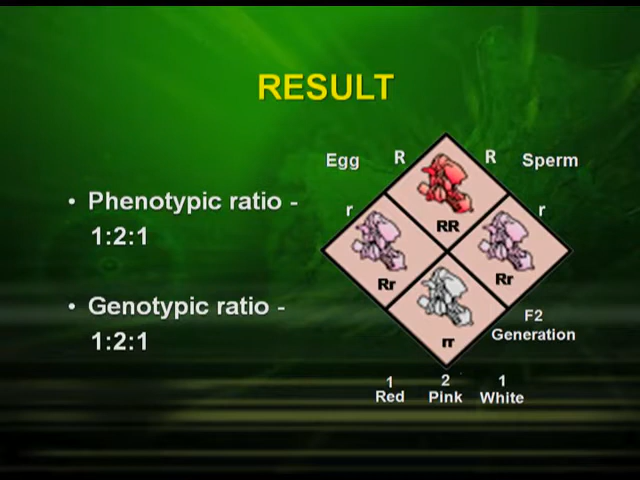 RESULT
• Phenotypic ratio -
1:2:1
• Genotypic ratio -
1:2:1
Egg R R Sperm
r r
RR
Rr Rr
rr
F2
Generation
1 2 1
Red Pink White